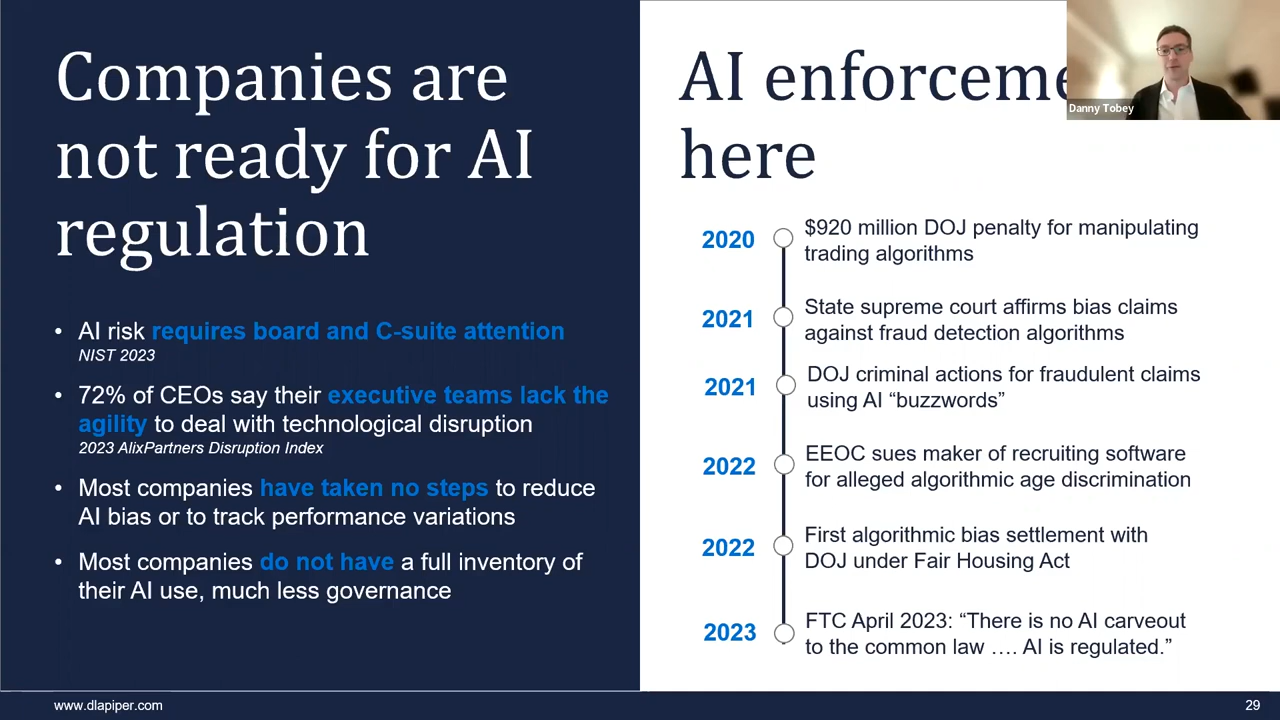 Companies are
not ready for AI
regulation
• AI risk requires board and C-suite attention
NIST 2023
• 72% of CEOs say their executive teams lack the
agility to deal with technological disruption
2023 AlixPartners Disruption Index
• Most companies have taken no steps to reduce
AI bias or to track performance variations
• Most companies do not have a full inventory of
their AI use, much less governance
AI enforceme
here
Danny Tobey
2020
$920 million DOJ penalty for manipulating
trading algorithms
2021
State supreme court affirms bias claims
against fraud detection algorithms
2021
DOJ criminal actions for fraudulent claims
using AI “buzzwords”
2022
EEOC sues maker of recruiting software
for alleged algorithmic age discrimination
2022
First algorithmic bias settlement with
DOJ under Fair Housing Act
2023
FTC April 2023: “There is no AI carveout
to the common law …. AI is regulated.”
www.dlapiper.com
29